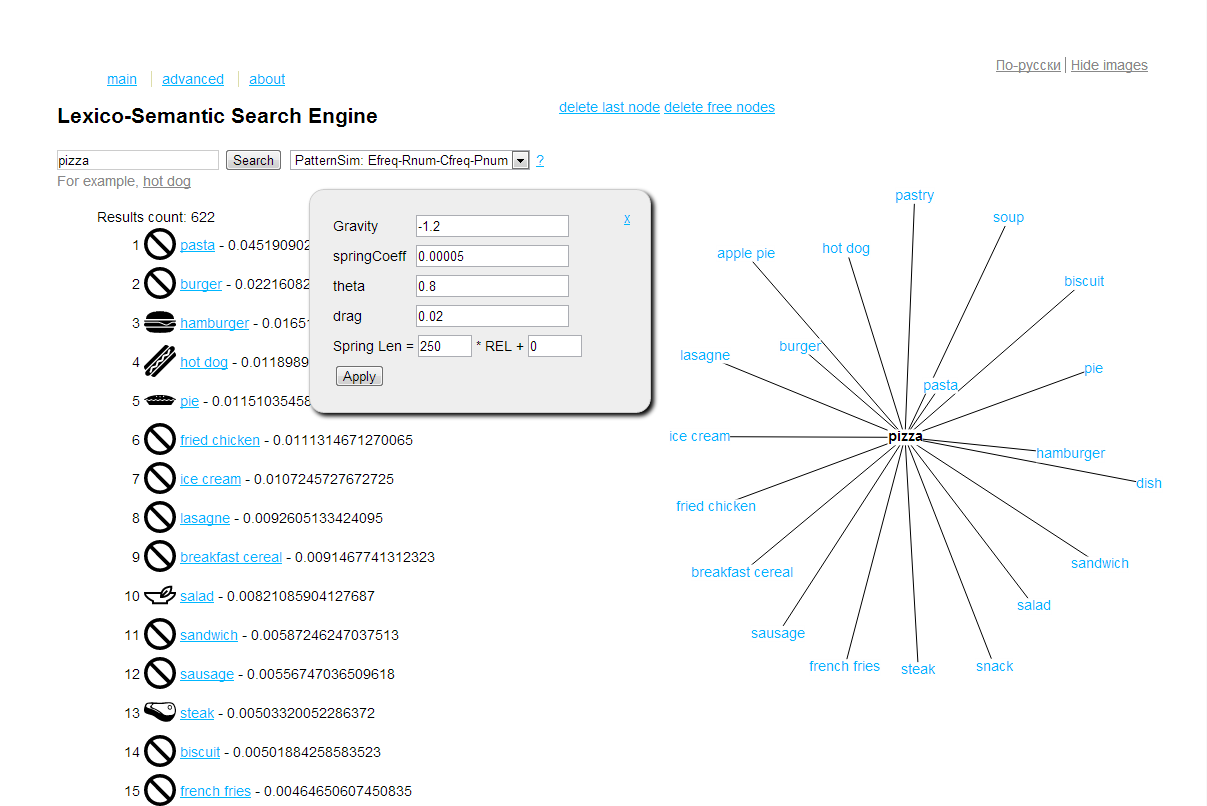 По-русски | Hide images
main advanced about
delete last node delete free nodes
Lexico-Semantic Search Engine
pizza Search PatternSim: Efreq-Rnum-Cfreq-Pnum ?
For example, hot dog
Results count: 622
1 pasta - 0.045190902
2 burger - 0.02216082
3 hamburger - 0.0165
4 hot dog - 0.0118989
5 pie - 0.01151035458
6 fried chicken - 0.0111314671270065
7 ice cream - 0.0107245727672725
8 lasagne - 0.0092605133424095
9 breakfast cereal - 0.0091467741312323
10 salad - 0.00821085904127687
11 sandwich - 0.00587246247037513
12 sausage - 0.00556747036509618
13 steak - 0.00503320052286372
14 biscuit - 0.00501884258583523
15 french fries - 0.00464650607450835
x
Gravity -1.2
springCoeff 0.00005
theta 0.8
drag 0.02
Spring Len = 250 * REL + 0
Apply
pastry
soup
hot dog
apple pie
biscuit
burger
lasagne
pie
pasta
pizza
ice cream
hamburger
dish
fried chicken
sandwich
breakfast cereal
salad
sausage
french fries
steak
snack